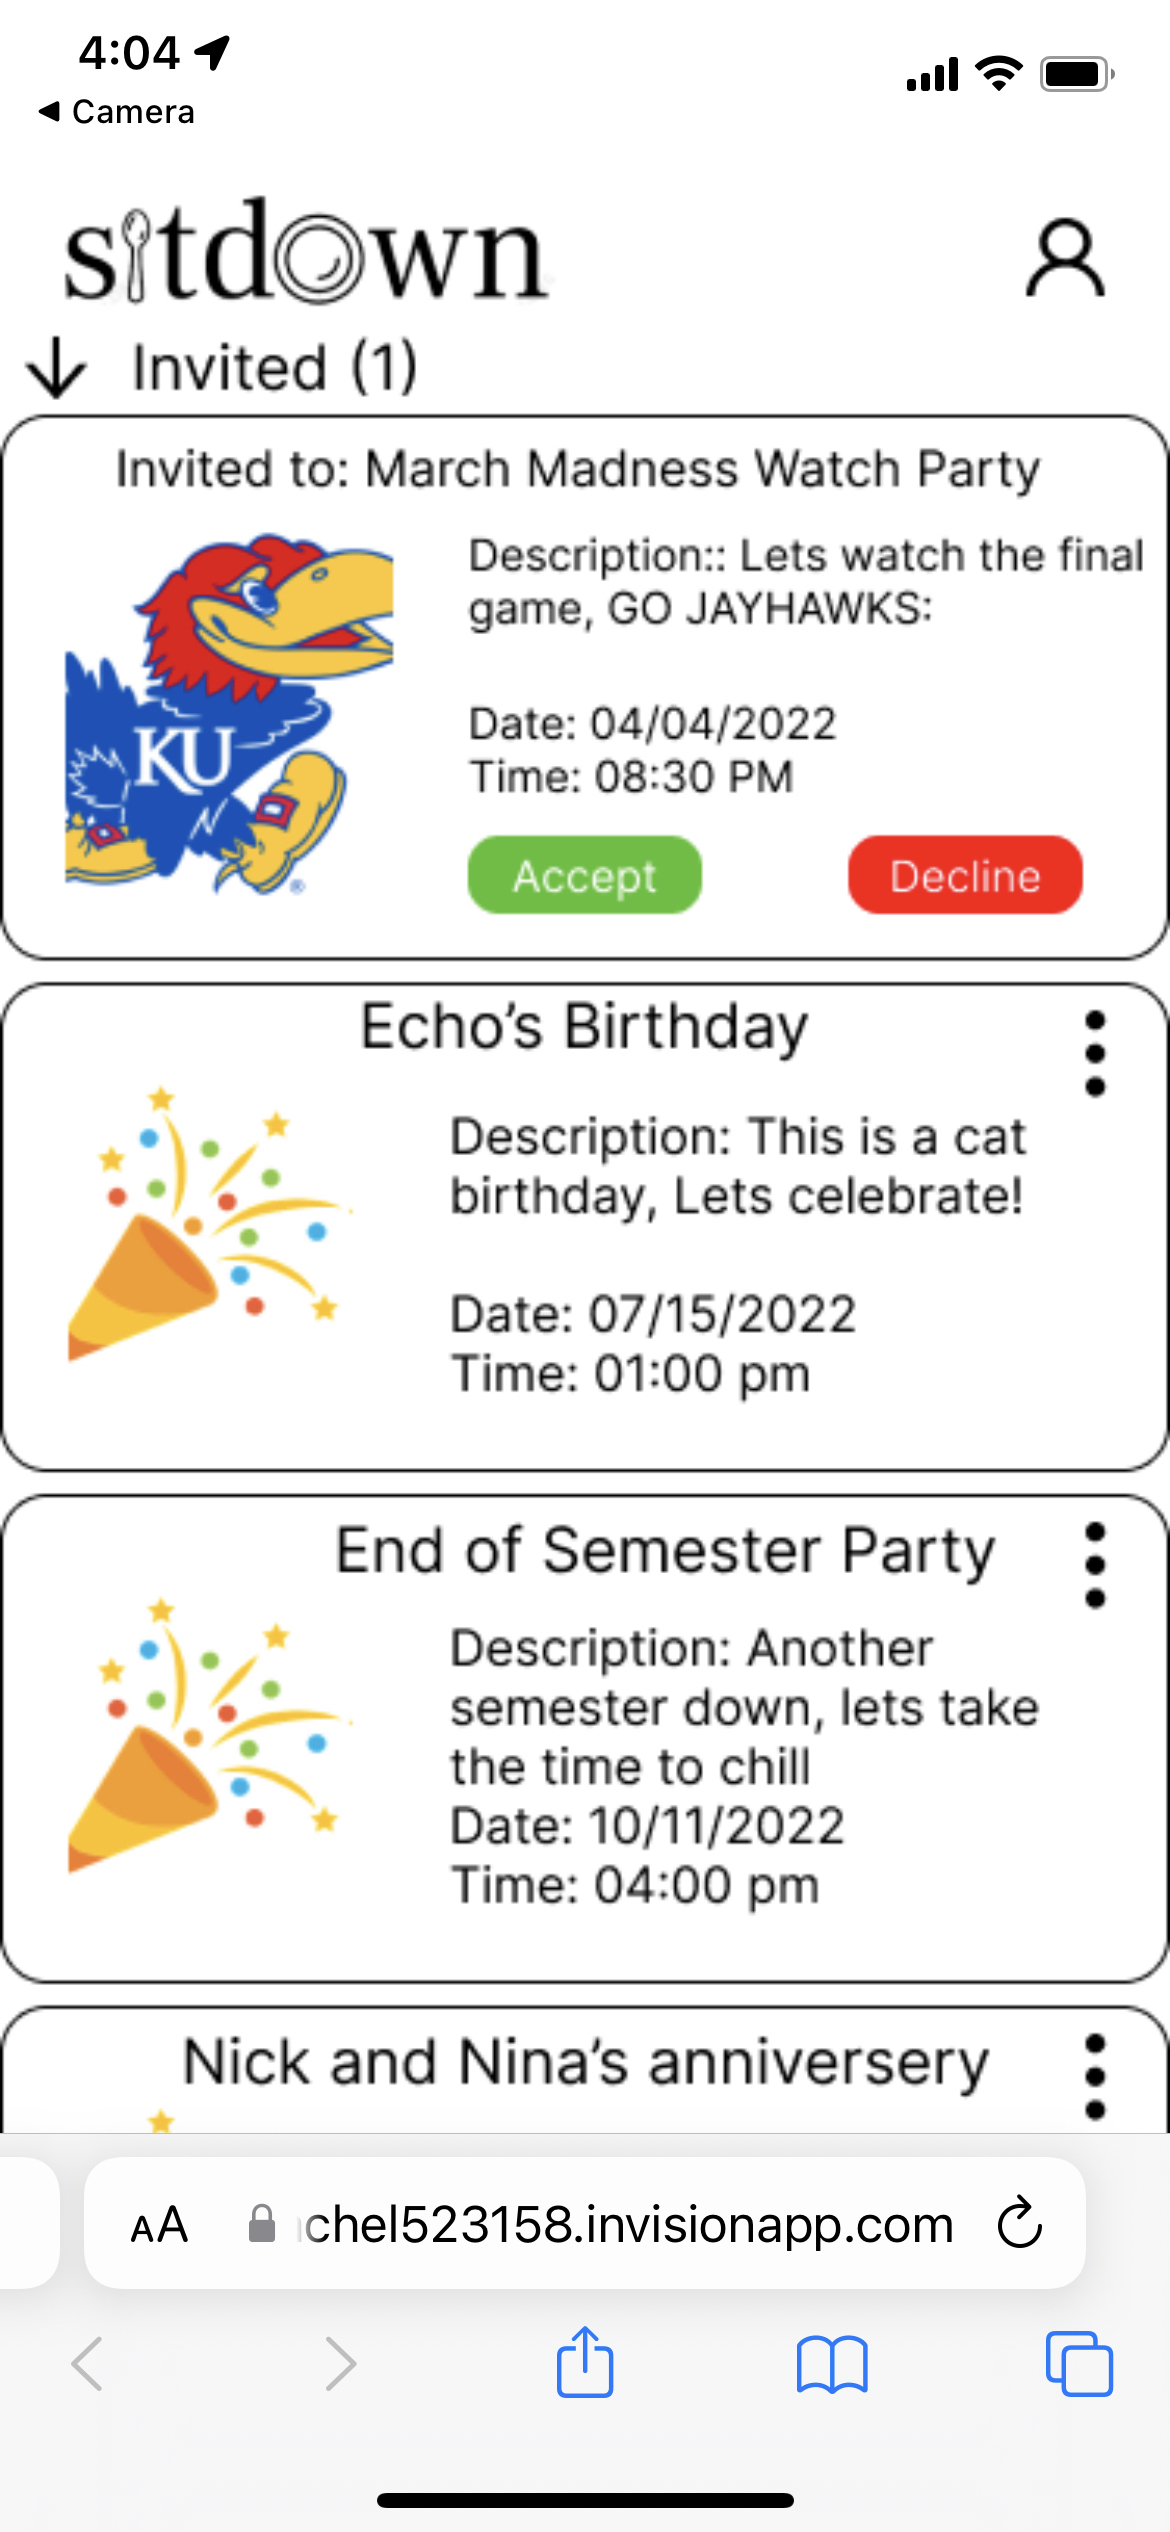 4:04
Camera
sitdown
Invited (1)
Invited to: March Madness Watch Party
Description:: Lets watch the final
game, GO JAYHAWKS:
KU
®
Date: 04/04/2022
Time: 08:30 PM
Accept
Decline
Echo’s Birthday
Description: This is a cat
birthday, Lets celebrate!
Date: 07/15/2022
Time: 01:00 pm
End of Semester Party
Description: Another
semester down, lets take
the time to chill
Date: 10/11/2022
Time: 04:00 pm
Nick and Nina’s anniversery
AA
chel523158.invisionapp.com